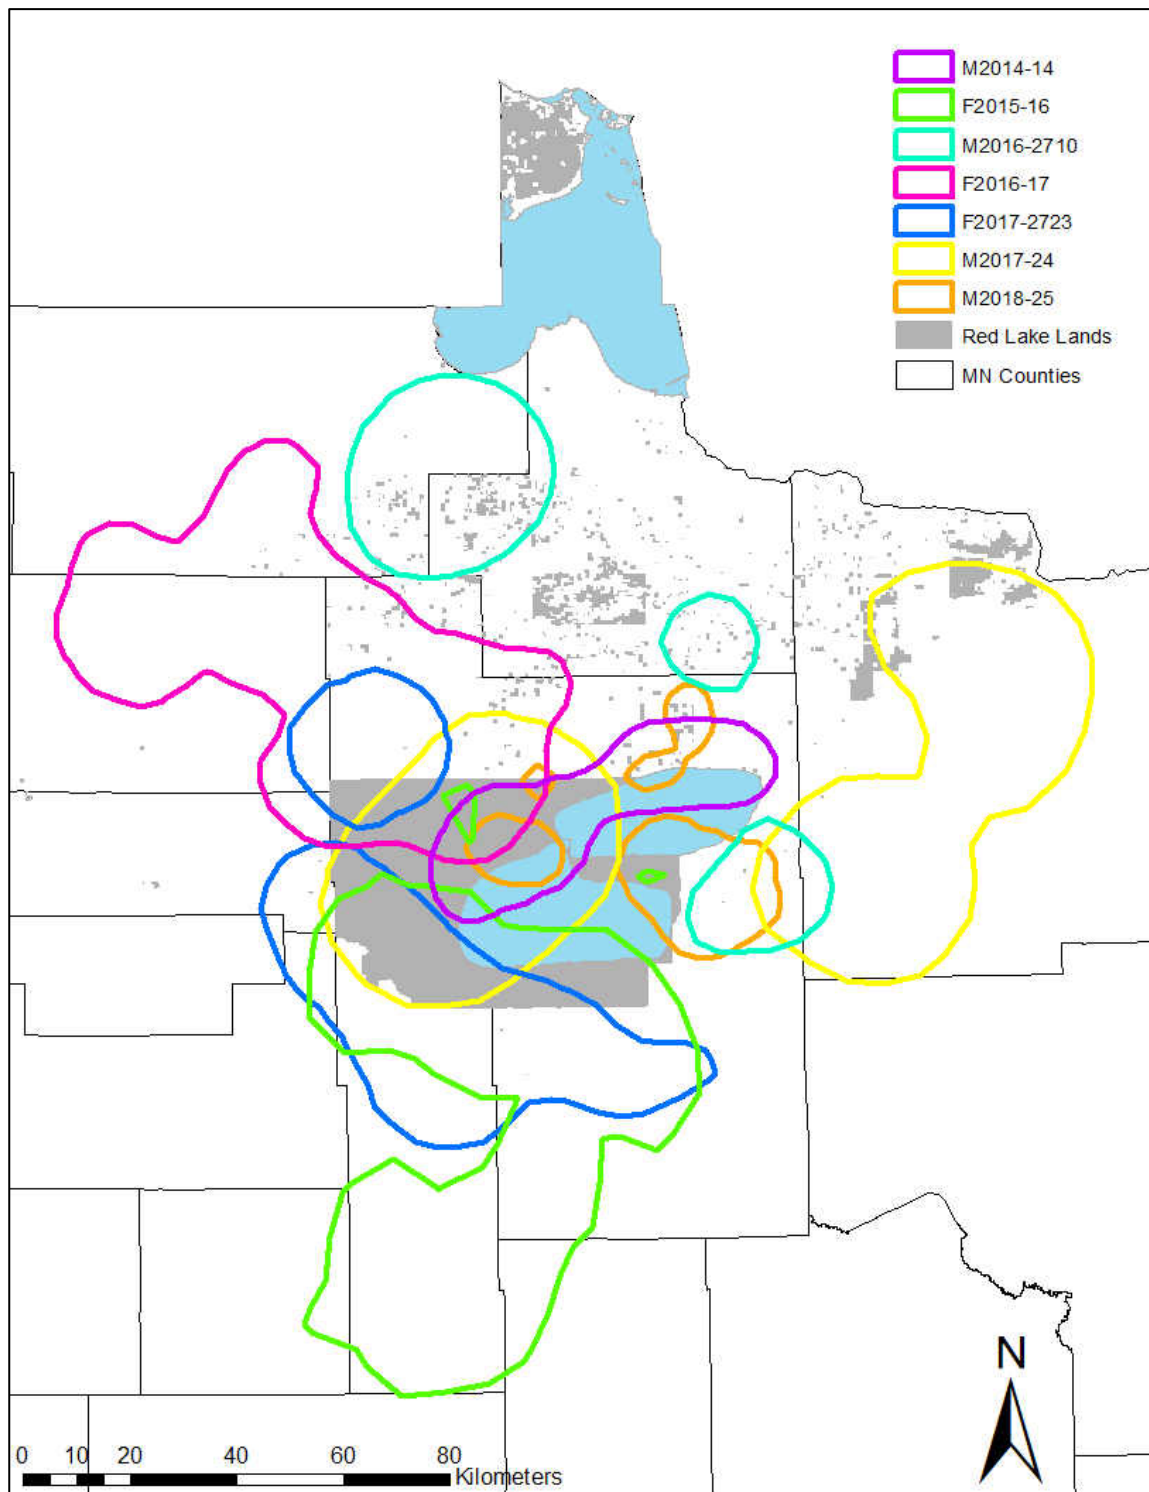 M2014-14
F2015-16
M2016-2710
F2016-17
F2017-2723
M2017-24
M2018-25
Red Lake Lands
MN Counties
N
0 10 20 40 60 80
Kilometers